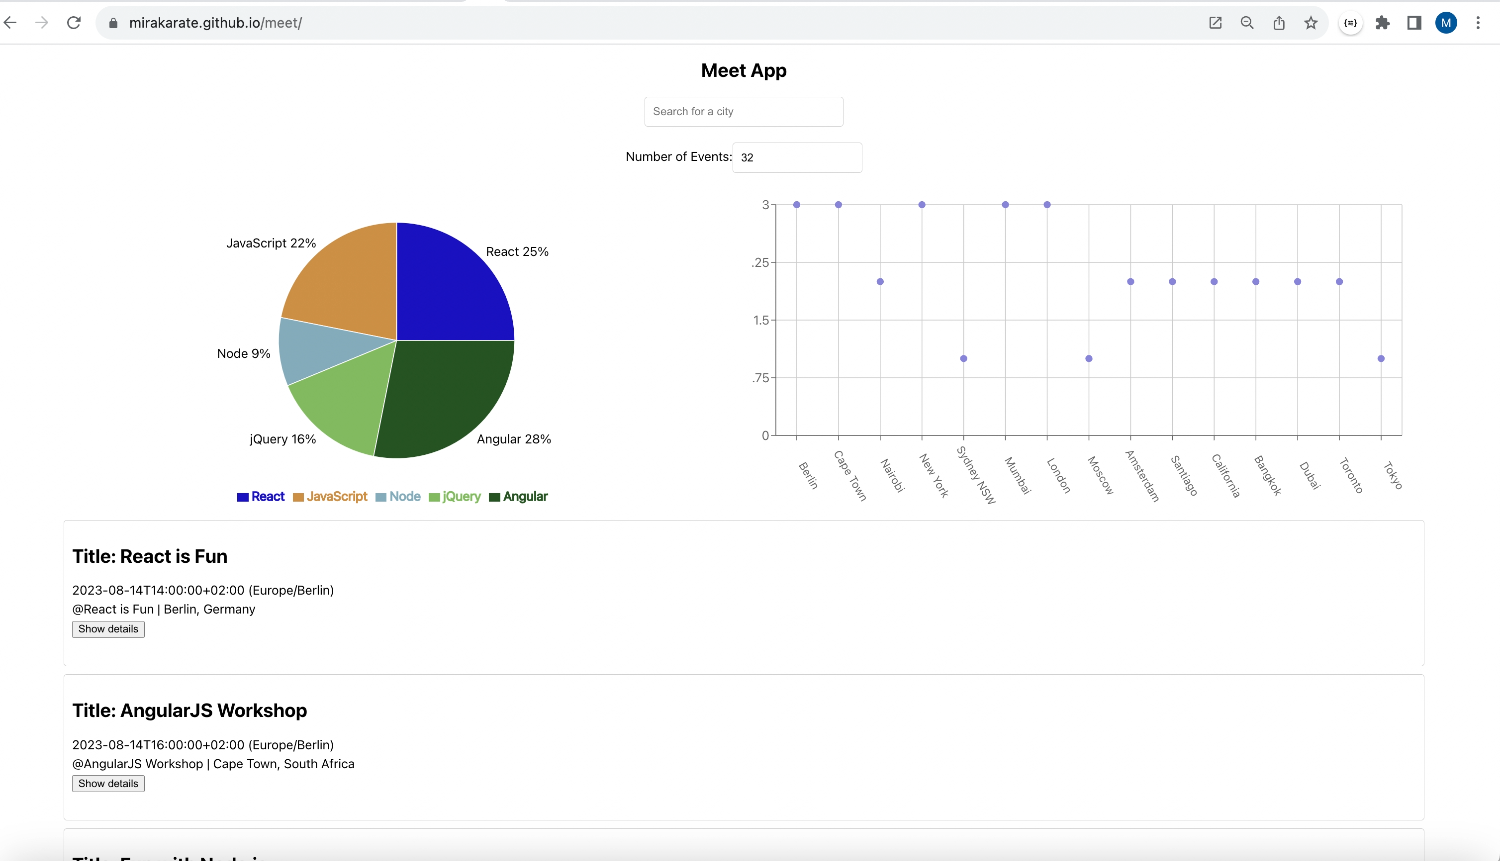 mirakarate.github.io/meet/
M
Meet App
Search for a city
Number of Events: 32
JavaScript 22%
React 25%
Node 9%
jQuery 16%
Angular 28%
React JavaScript Node jQuery Angular
3
.25
1.5
.75
0
Berlin
Cape Town
Nairobi
New York
Sydney NSW
Mumbai
London
Moscow
Amsterdam
Santiago
California
Bangkok
Dubai
Toronto
Tokyo
Title: React is Fun
2023-08-14T14:00:00+02:00 (Europe/Berlin)
@React is Fun | Berlin, Germany
Show details
Title: AngularJS Workshop
2023-08-14T16:00:00+02:00 (Europe/Berlin)
@AngularJS Workshop | Cape Town, South Africa
Show details